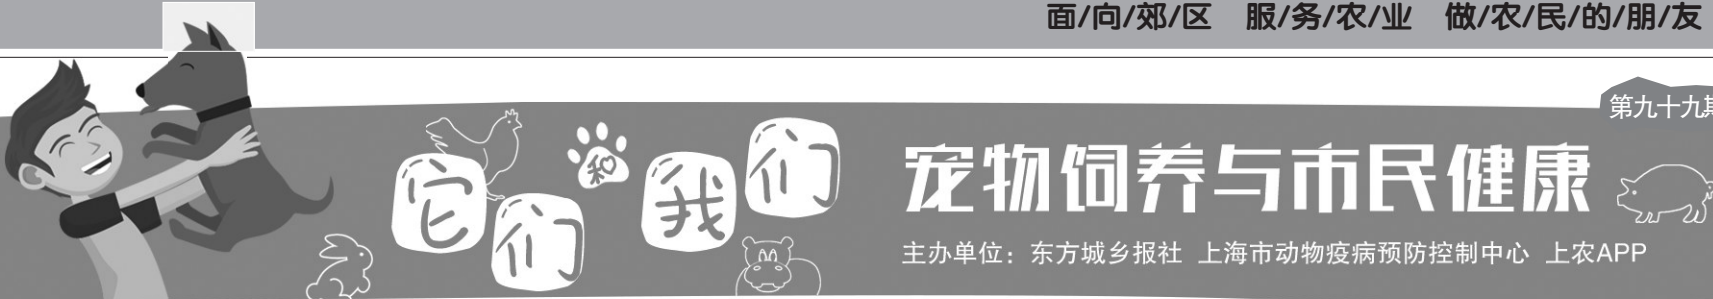 面/向/郊/区 服/务/农/业 做/农/民/的/朋/友
第九十九期
它们和我们
宠物饲养与市民健康
主办单位：东方城乡报社 上海市动物疫病预防控制中心 上农APP